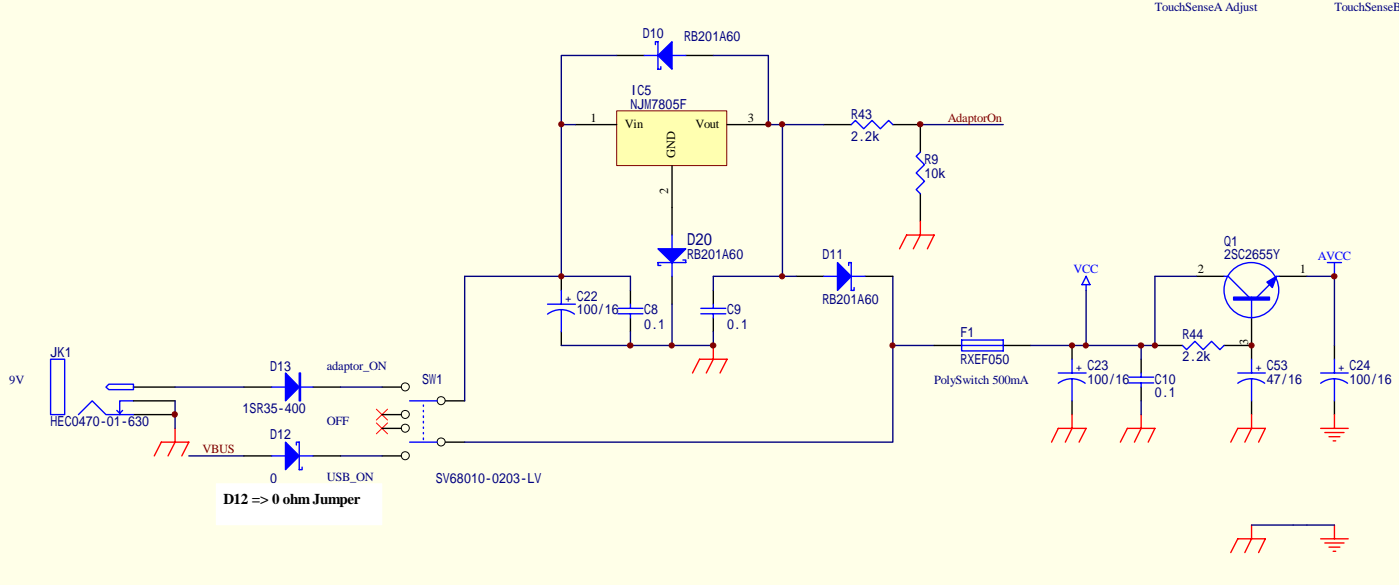 TouchSenseA Adjust
TouchSenseB
D10
RB201A60
IC5
NJM7805F
1
Vin
Vout
3
GND
2
R43
2.2k
AdaptorOn
R9
10k
D20
RB201A60
D11
RB201A60
C22
+
100/16
C8
0.1
C9
0.1
Q1
2SC2655Y
2
1
3
VCC
AVCC
F1
RXEF050
PolySwitch 500mA
R44
2.2k
C23
+
100/16
C10
0.1
C53
+
47/16
C24
+
100/16
JK1
9V
HEC0470-01-630
D13
1SR35-400
adaptor_ON
SW1
OFF
D12
VBUS
0
USB_ON
SV68010-0203-LV
D12 => 0 ohm Jumper